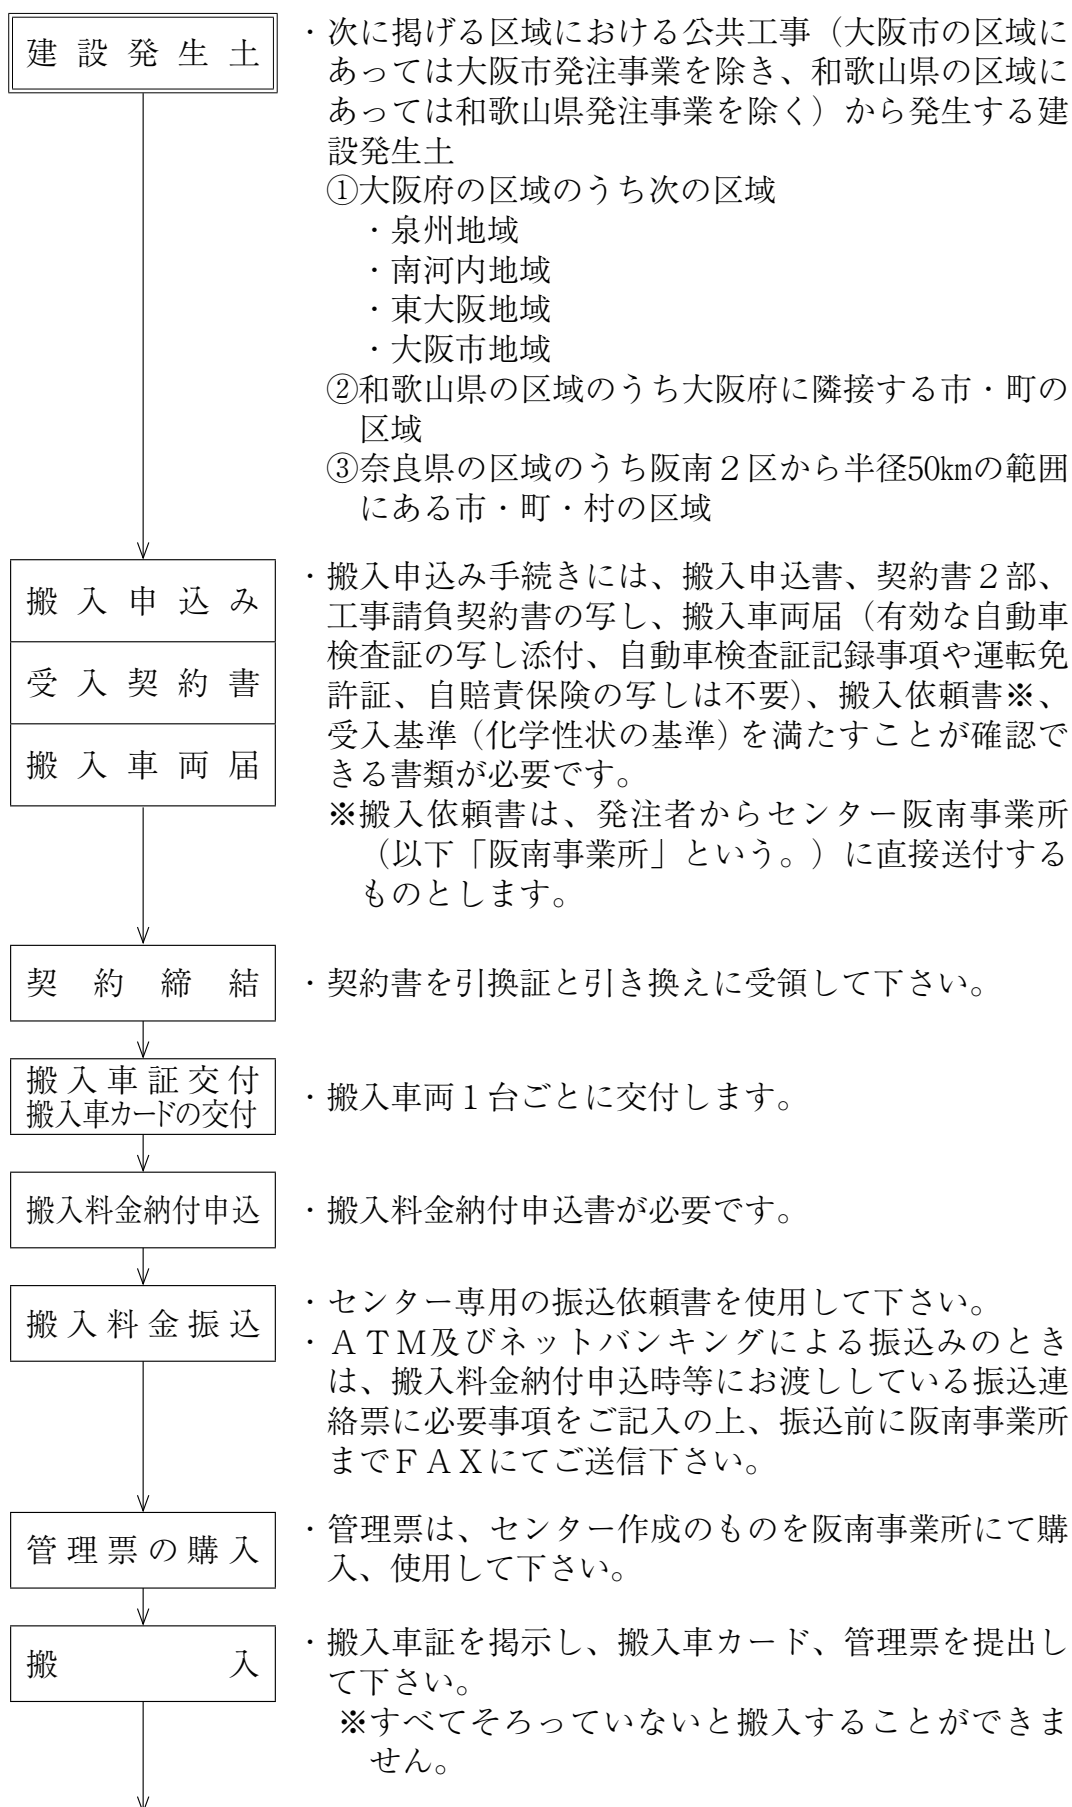 建設発生土
・次に掲げる区域における公共工事（大阪市の区域に
あっては大阪市発注事業を除き、和歌山県の区域に
あっては和歌山県発注事業を除く）から発生する建
設発生土
①大阪府の区域のうち次の区域
・泉州地域
・南河内地域
・東大阪地域
・大阪市地域
②和歌山県の区域のうち大阪府に隣接する市・町の
区域
③奈良県の区域のうち阪南２区から半径50㎞の範囲
にある市・町・村の区域
搬入申込み
受入契約書
搬入車両届
・搬入申込み手続きには、搬入申込書、契約書２部、
工事請負契約書の写し、搬入車両届（有効な自動車
検査証の写し添付、自動車検査証記録事項や運転免
許証、自賠責保険の写しは不要）、搬入依頼書※、
受入基準（化学性状の基準）を満たすことが確認で
きる書類が必要です。
※搬入依頼書は、発注者からセンター阪南事業所
（以下「阪南事業所」という。）に直接送付する
ものとします。
契約締結
・契約書を引換証と引き換えに受領して下さい。
搬入車証交付
搬入車カードの交付
・搬入車両１台ごとに交付します。
搬入料金納付申込
・搬入料金納付申込書が必要です。
搬入料金振込
・センター専用の振込依頼書を使用して下さい。
・ＡＴＭ及びネットバンキングによる振込みのとき
は、搬入料金納付申込時等にお渡ししている振込連
絡票に必要事項をご記入の上、振込前に阪南事業所
までＦＡＸにてご送信下さい。
管理票の購入
・管理票は、センター作成のものを阪南事業所にて購
入、使用して下さい。
搬入
・搬入車証を掲示し、搬入車カード、管理票を提出し
て下さい。
※すべてそろっていないと搬入することができま
せん。